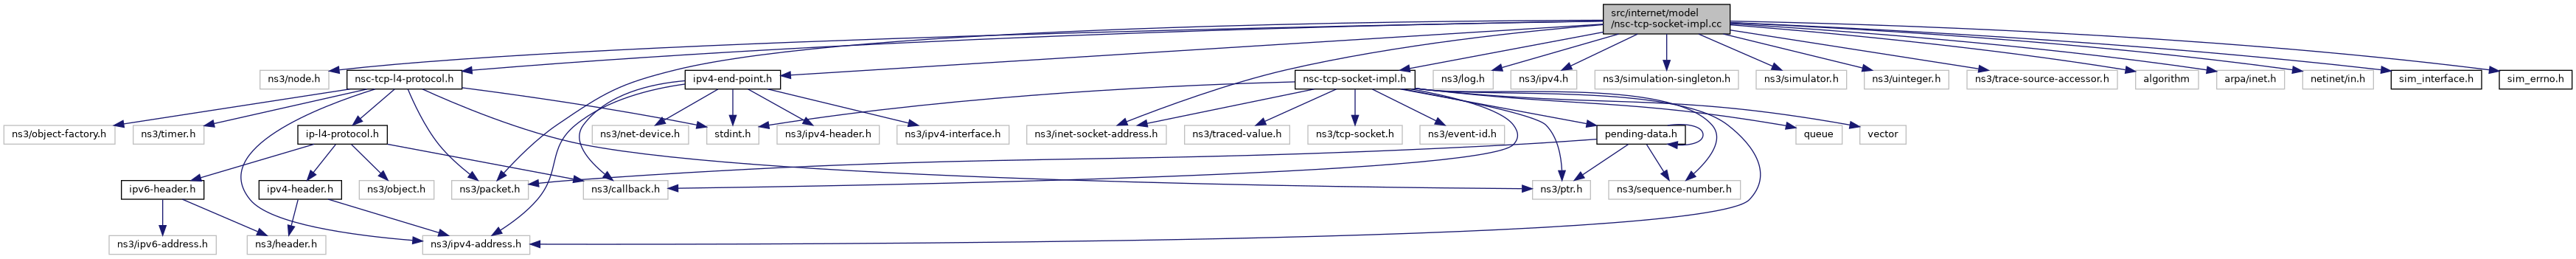 src/internet/model
/nsc-tcp-socket-impl.cc
ns3/node.h
nsc-tcp-l4-protocol.h
ipv4-end-point.h
nsc-tcp-socket-impl.h
ns3/log.h
ns3/ipv4.h
ns3/simulation-singleton.h
ns3/simulator.h
ns3/uinteger.h
ns3/trace-source-accessor.h
algorithm
arpa/inet.h
netinet/in.h
sim_interface.h
sim_errno.h
ns3/object-factory.h
ns3/timer.h
ip-l4-protocol.h
ns3/net-device.h
stdint.h
ns3/ipv4-header.h
ns3/ipv4-interface.h
ns3/inet-socket-address.h
ns3/traced-value.h
ns3/tcp-socket.h
ns3/event-id.h
pending-data.h
queue
vector
ipv6-header.h
ipv4-header.h
ns3/object.h
ns3/packet.h
ns3/callback.h
ns3/ptr.h
ns3/sequence-number.h
ns3/ipv6-address.h
ns3/header.h
ns3/ipv4-address.h